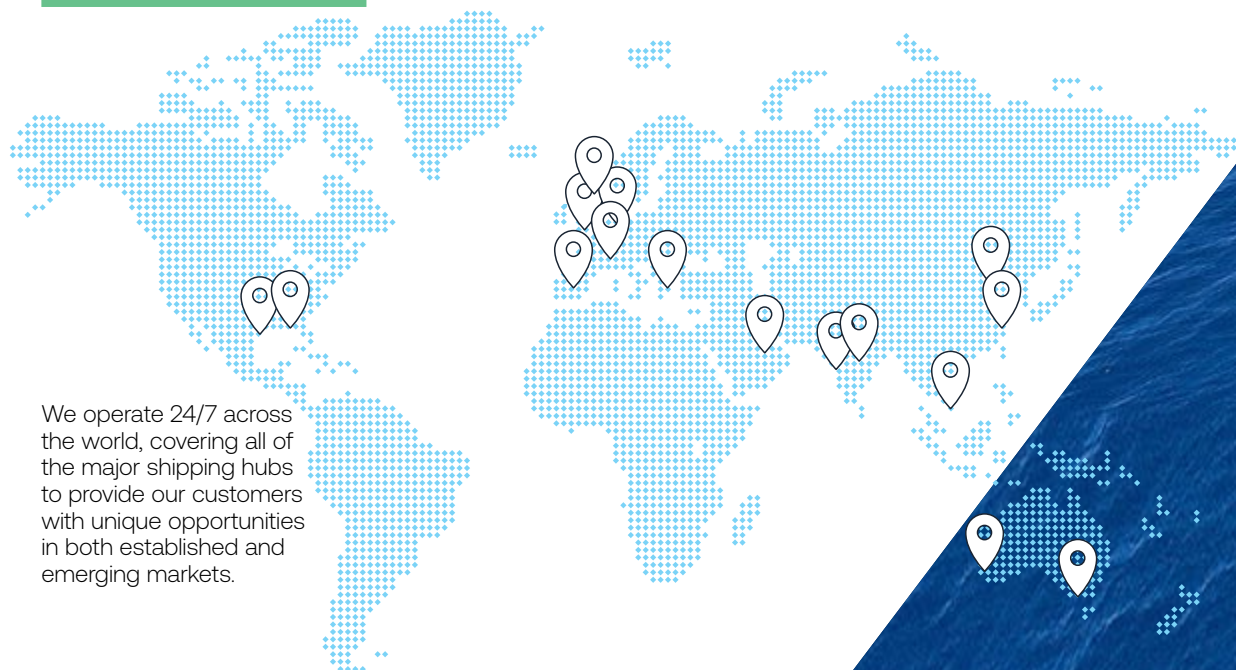 We operate 24/7 across
the world, covering all of
the major shipping hubs
to provide our customers
with unique opportunities
in both established and
emerging markets.